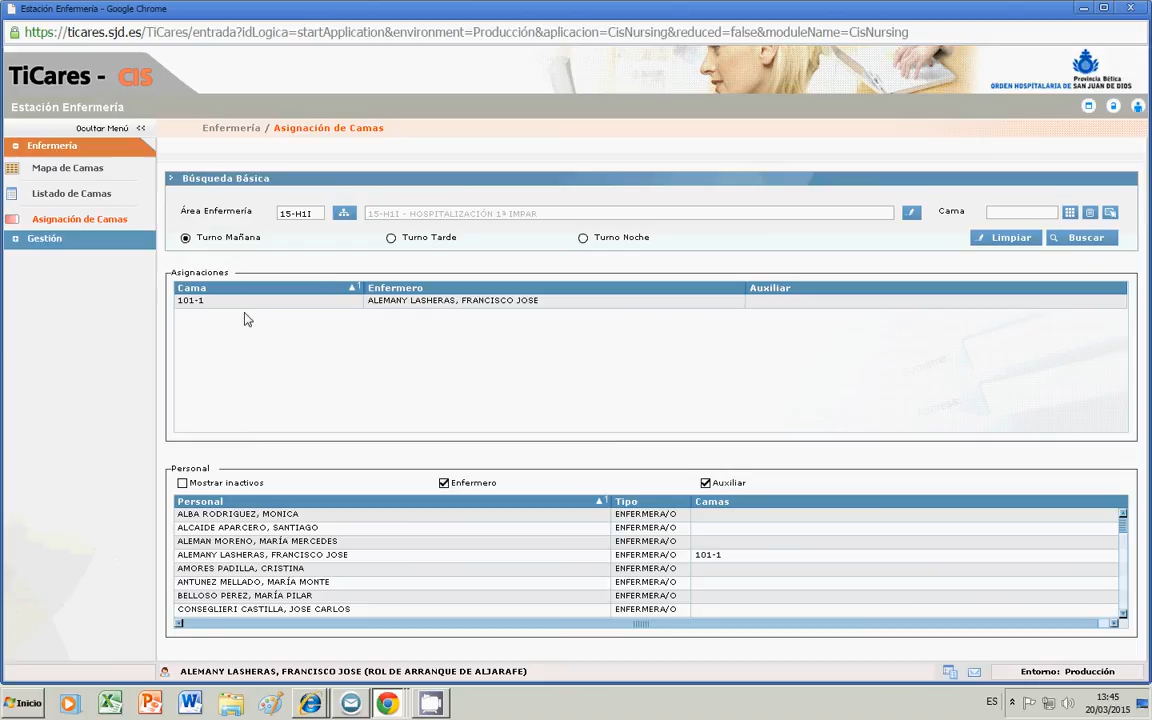 Estación Enfermería - Google Chrome
https://ticares.sjd.es/TiCares/entrada?idLogica=startApplication&environment=Producción&aplicacion=CisNursing&reduced=false&moduleName=CisNursing
TiCares - CIS
Provincia Bética
ORDEN HOSPITALARIA DE SAN JUAN DE DIOS
Estación Enfermería
Ocultar Menú <<
Enfermería / Asignación de Camas
Enfermería
Mapa de Camas
Listado de Camas
Asignación de Camas
Gestión
Búsqueda Básica
Área Enfermería 15-H1I 15-H1I - HOSPITALIZACIÓN 1ª IMPAR Cama
Turno Mañana Turno Tarde Turno Noche Limpiar Buscar
Asignaciones
Cama 1 Enfermero Auxiliar
101-1 ALEMANY LASHERAS, FRANCISCO JOSE
Personal
Mostrar inactivos Enfermero Auxiliar
Personal 1 Tipo Camas
ALBA RODRIGUEZ, MONICA ENFERMERA/O
ALCAIDE APARCERO, SANTIAGO ENFERMERA/O
ALEMAN MORENO, MARÍA MERCEDES ENFERMERA/O
ALEMANY LASHERAS, FRANCISCO JOSE ENFERMERA/O 101-1
AMORES PADILLA, CRISTINA ENFERMERA/O
ANTUNEZ MELLADO, MARÍA MONTE ENFERMERA/O
BELLOSO PEREZ, MARÍA PILAR ENFERMERA/O
CONSEGLIERI CASTILLA, JOSE CARLOS ENFERMERA/O
ALEMANY LASHERAS, FRANCISCO JOSE (ROL DE ARRANQUE DE ALJARAFE) Entorno: Producción
Inicio ES 13:45
20/03/2015